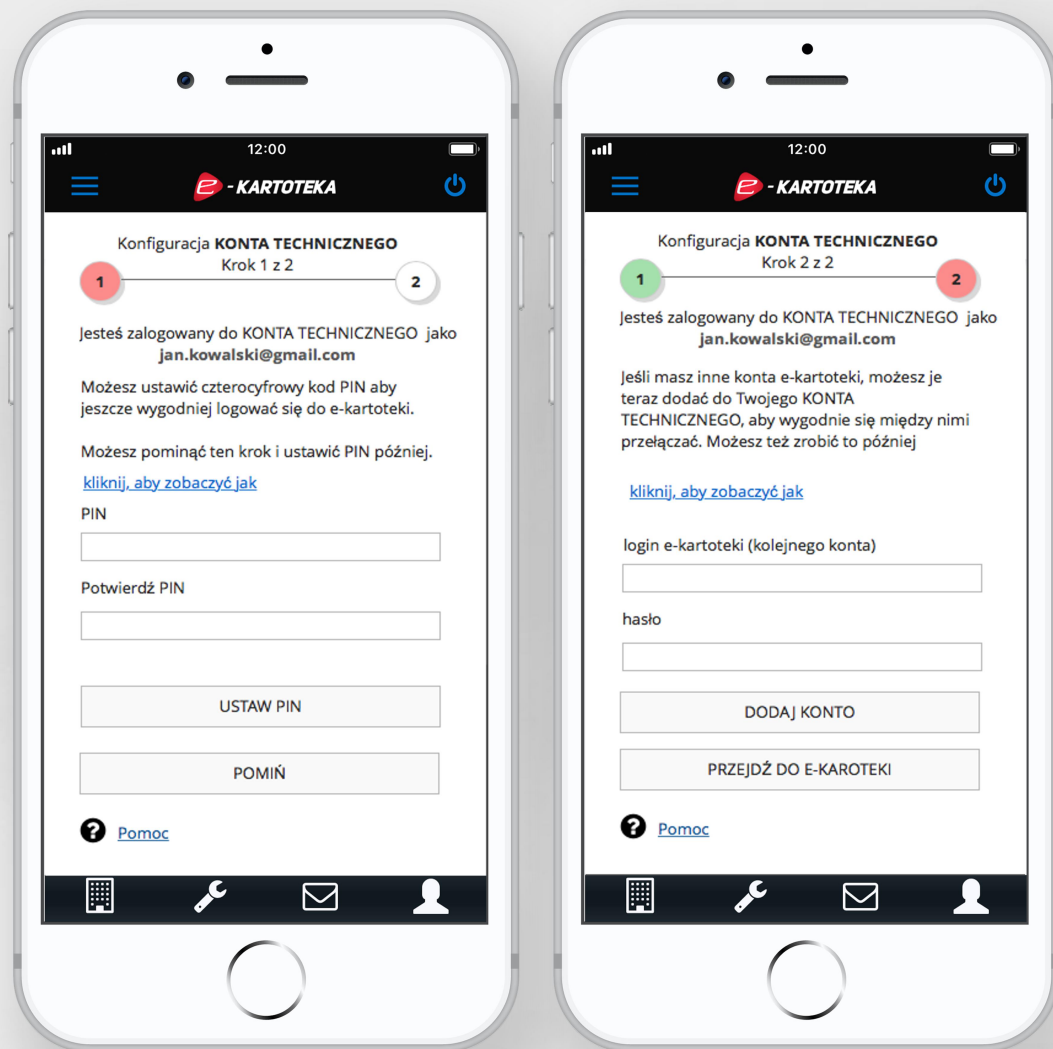 12:00
e - KARTOTEKA
Konfiguracja KONTA TECHNICZNEGO
Krok 1 z 2
1
2
Jesteś zalogowany do KONTA TECHNICZNEGO jako
jan.kowalski@gmail.com
Możesz ustawić czterocyfrowy kod PIN aby
jeszcze wygodniej logować się do e-kartoteki.
Możesz pominąć ten krok i ustawić PIN później.
kliknij, aby zobaczyć jak
PIN
Potwierdź PIN
USTAW PIN
POMIŃ
? Pomoc
12:00
e - KARTOTEKA
Konfiguracja KONTA TECHNICZNEGO
Krok 2 z 2
1
2
Jesteś zalogowany do KONTA TECHNICZNEGO jako
jan.kowalski@gmail.com
Jeśli masz inne konta e-kartoteki, możesz je
teraz dodać do Twojego KONTA
TECHNICZNEGO, aby wygodnie się między nimi
przełączać. Możesz też zrobić to później
kliknij, aby zobaczyć jak
login e-kartoteki (kolejnego konta)
hasło
DODAJ KONTO
PRZEJDŹ DO E-KAROTEKI
? Pomoc